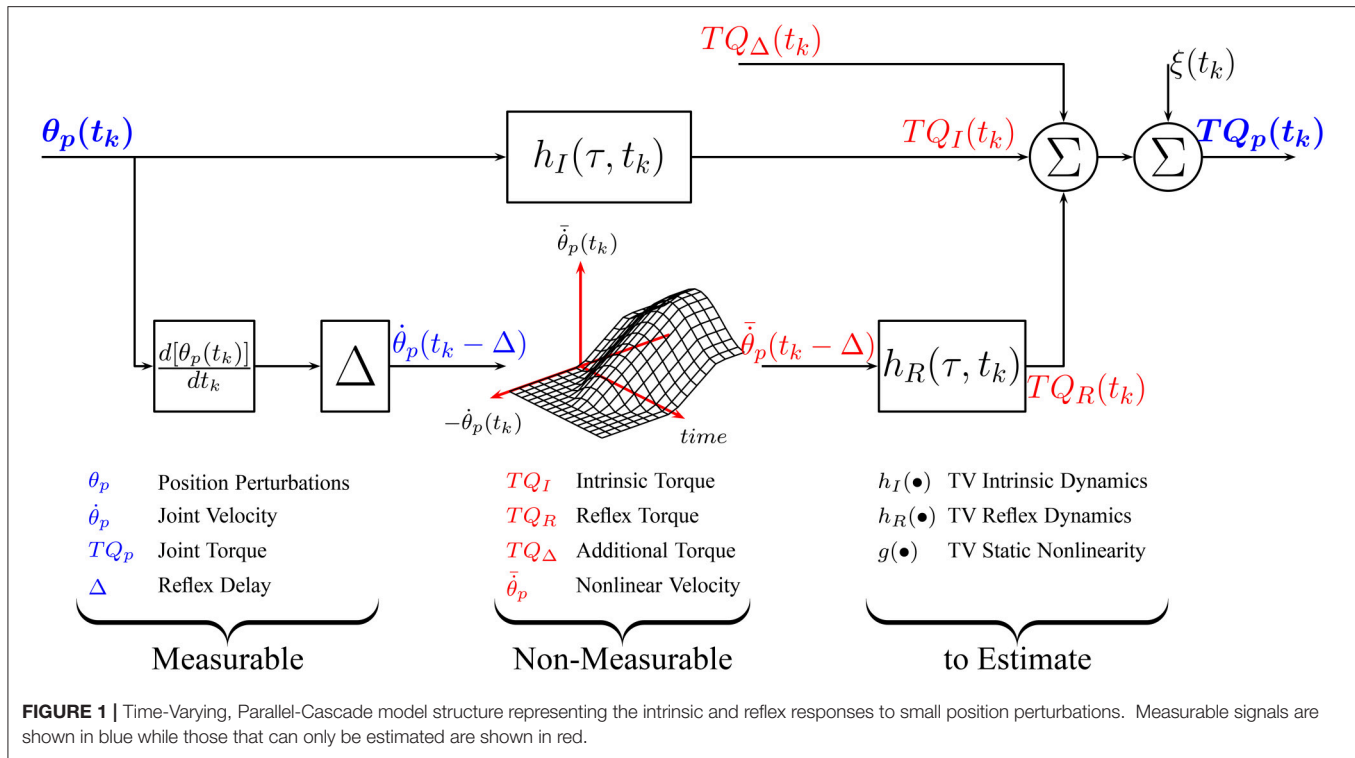 TQ_Δ(t_k)
ξ(t_k)
θ_p(t_k)
h_I(τ, t_k)
TQ_I(t_k)
Σ
Σ
TQ_p(t_k)
d[θ_p(t_k)]
dt_k
Δ
θ̇_p(t_k − Δ)
θ̇̄_p(t_k)
−θ̇_p(t_k)
time
θ̇̄_p(t_k − Δ)
h_R(τ, t_k)
TQ_R(t_k)
θ_p Position Perturbations
θ̇_p Joint Velocity
TQ_p Joint Torque
Δ Reflex Delay
Measurable
TQ_I Intrinsic Torque
TQ_R Reflex Torque
TQ_Δ Additional Torque
θ̇̄_p Nonlinear Velocity
Non-Measurable
h_I(•) TV Intrinsic Dynamics
h_R(•) TV Reflex Dynamics
g(•) TV Static Nonlinearity
to Estimate
FIGURE 1 | Time-Varying, Parallel-Cascade model structure representing the intrinsic and reflex responses to small position perturbations. Measurable signals are
shown in blue while those that can only be estimated are shown in red.